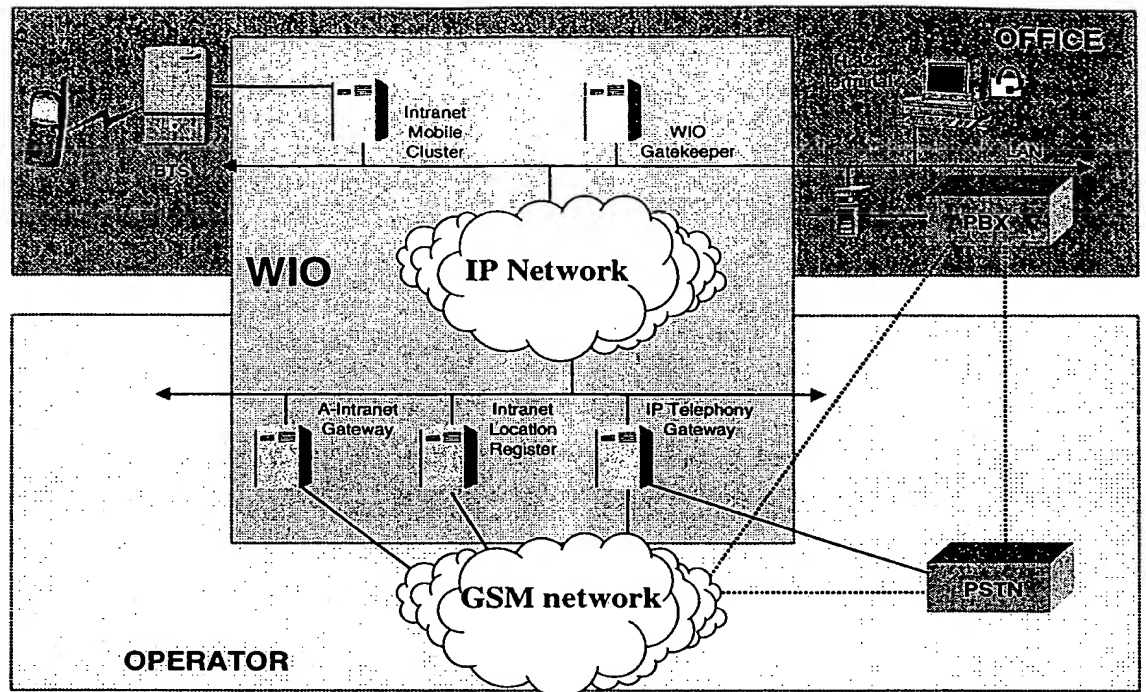 OFFICE
Intranet
Mobile
Cluster
WIO
Gatekeeper
BTS
LAN
PBX
IP Network
WIO
A-Intranet
Gateway
Intranet
Location
Register
IP Telephony
Gateway
GSM network
PSTN
OPERATOR